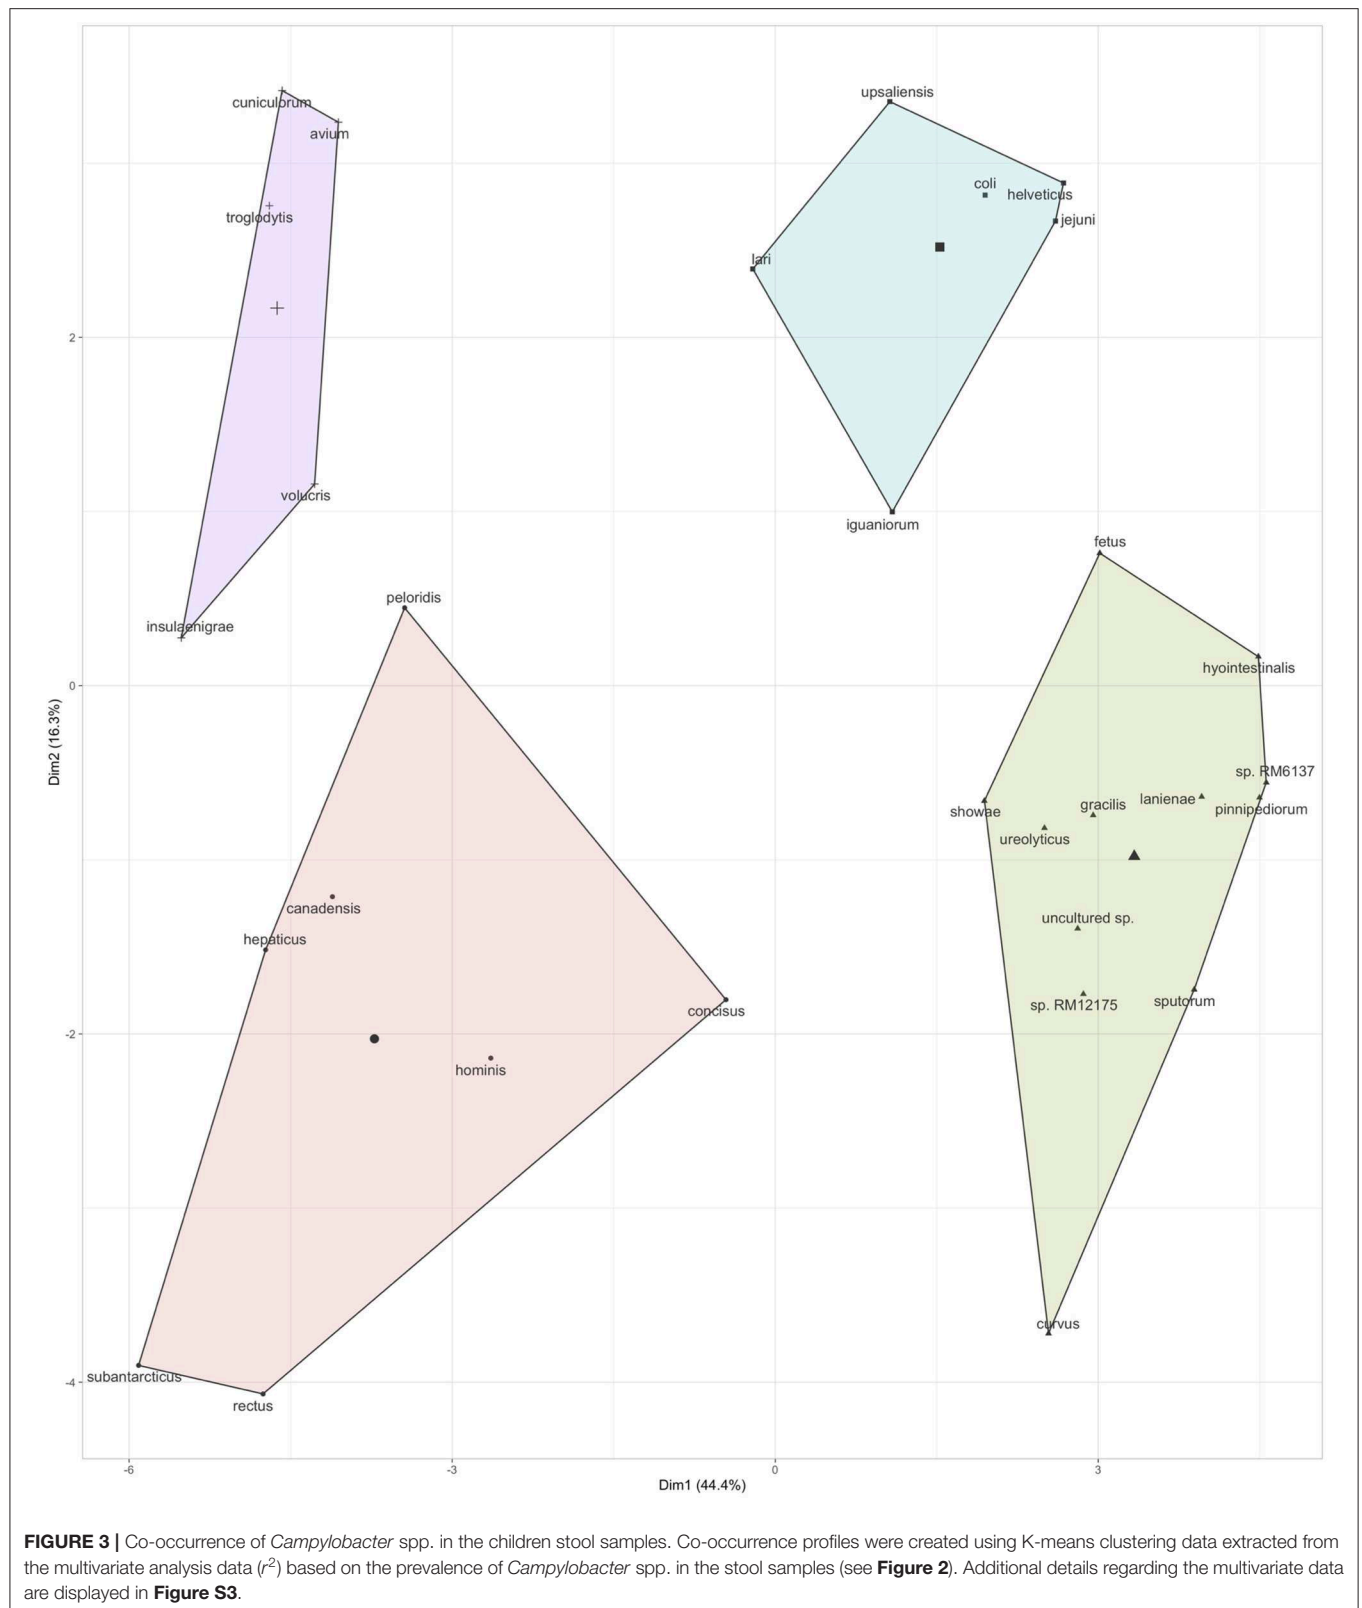 cuniculorum
avium
troglodytis
volucris
insulaenigrae
upsaliensis
coli
helveticus
jejuni
lari
iguaniorum
fetus
hyointestinalis
sp. RM6137
pinnipediorum
lanienae
gracilis
showae
ureolyticus
uncultured sp.
sp. RM12175
sputorum
curvus
peloridis
canadensis
hepaticus
concisus
hominis
subantarcticus
rectus
2
0
-2
-4
Dim2 (16.3%)
-6
-3
0
3
Dim1 (44.4%)
FIGURE 3 | Co-occurrence of Campylobacter spp. in the children stool samples. Co-occurrence profiles were created using K-means clustering data extracted from
the multivariate analysis data (r²) based on the prevalence of Campylobacter spp. in the stool samples (see Figure 2). Additional details regarding the multivariate data
are displayed in Figure S3.